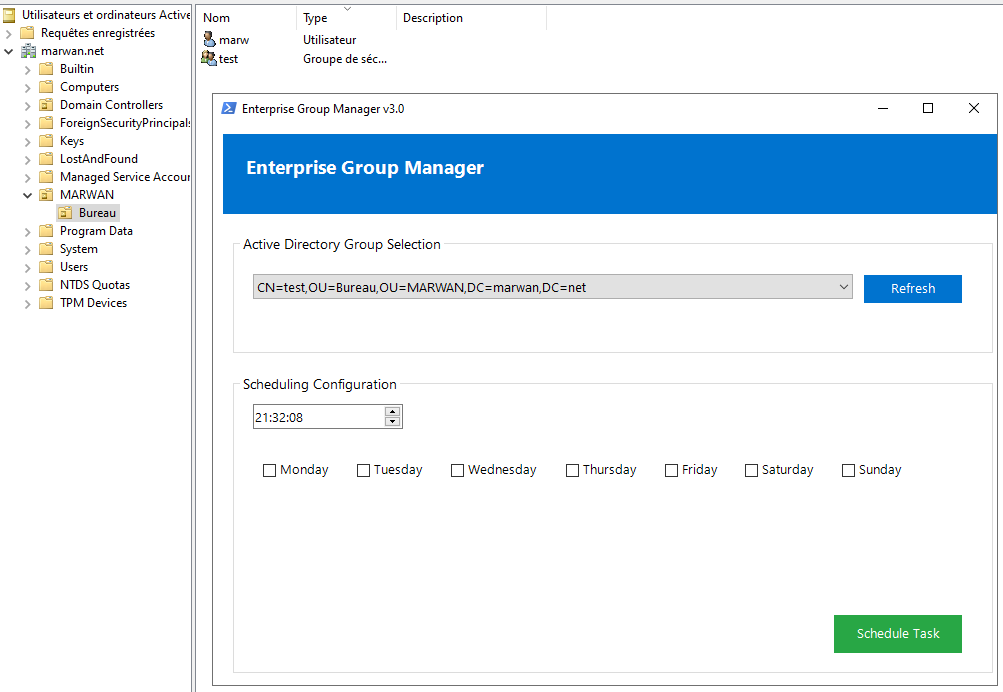 Utilisateurs et ordinateurs Active
Requêtes enregistrées
marwan.net
Builtin
Computers
Domain Controllers
ForeignSecurityPrincipals
Keys
LostAndFound
Managed Service Accour
MARWAN
Bureau
Program Data
System
Users
NTDS Quotas
TPM Devices
Nom Type Description
marw Utilisateur
test Groupe de séc...
Enterprise Group Manager v3.0
Enterprise Group Manager
Active Directory Group Selection
CN=test,OU=Bureau,OU=MARWAN,DC=marwan,DC=net Refresh
Scheduling Configuration
21:32:08
Monday Tuesday Wednesday Thursday Friday Saturday Sunday
Schedule Task